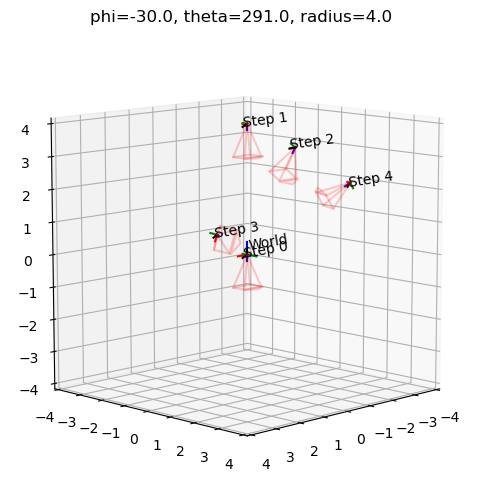 phi=-30.0, theta=291.0, radius=4.0
Step 1
Step 2
Step 4
Step 3
World
Step 0
4
3
2
1
0
−1
−2
−3
−4
−4 −3 −2 −1 0 1 2 3 4
4 3 2 1 0 −1 −2 −3 −4